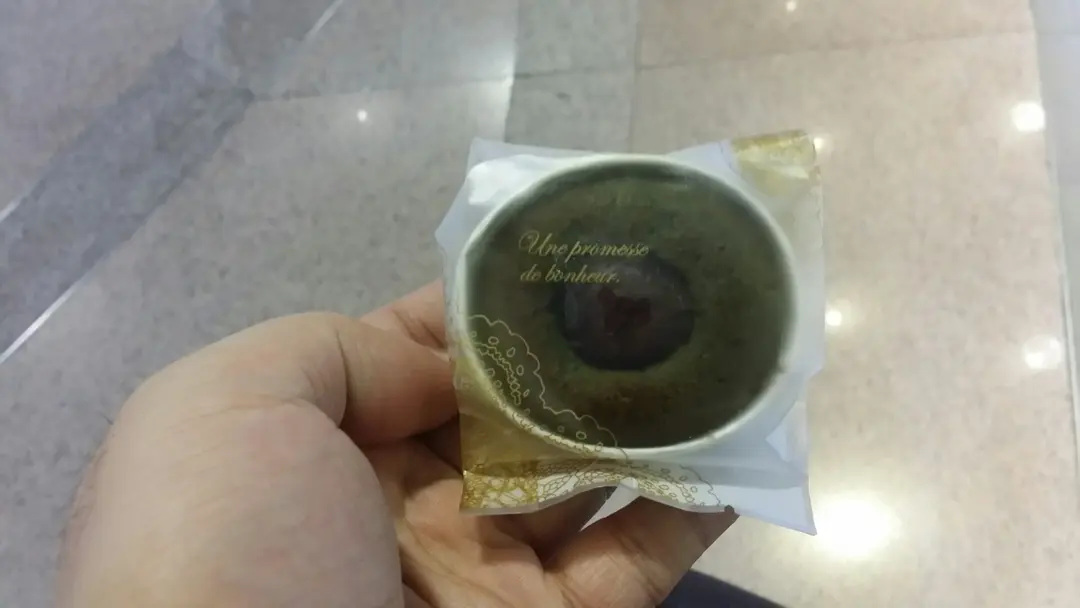 Une promesse
de bonheur.